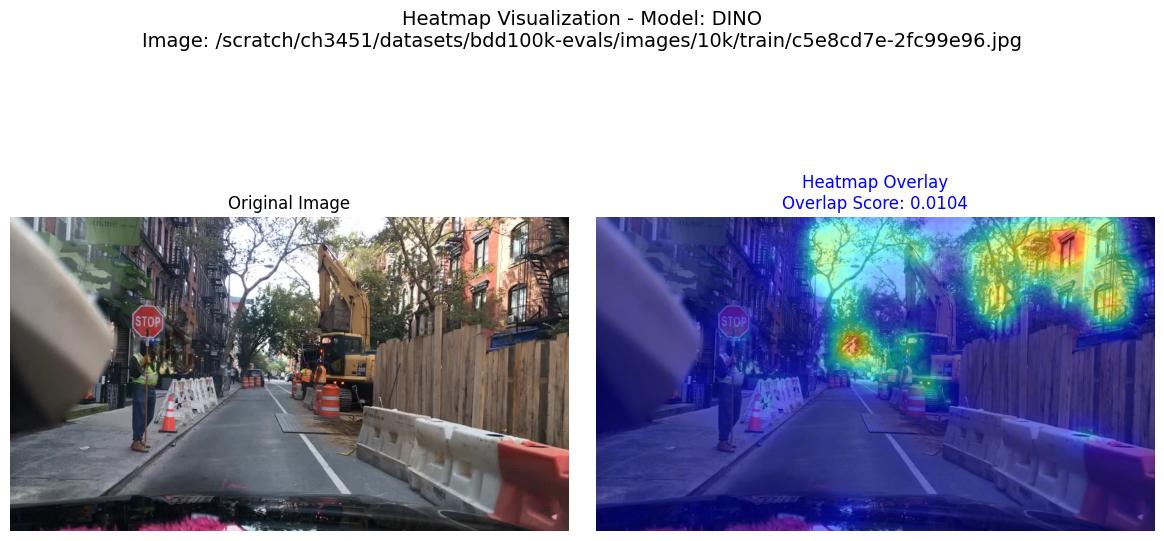 Heatmap Visualization - Model: DINO
Image: /scratch/ch3451/datasets/bdd100k-evals/images/10k/train/c5e8cd7e-2fc99e96.jpg
Heatmap Overlay
Overlap Score: 0.0104
Original Image
STOP
STOP